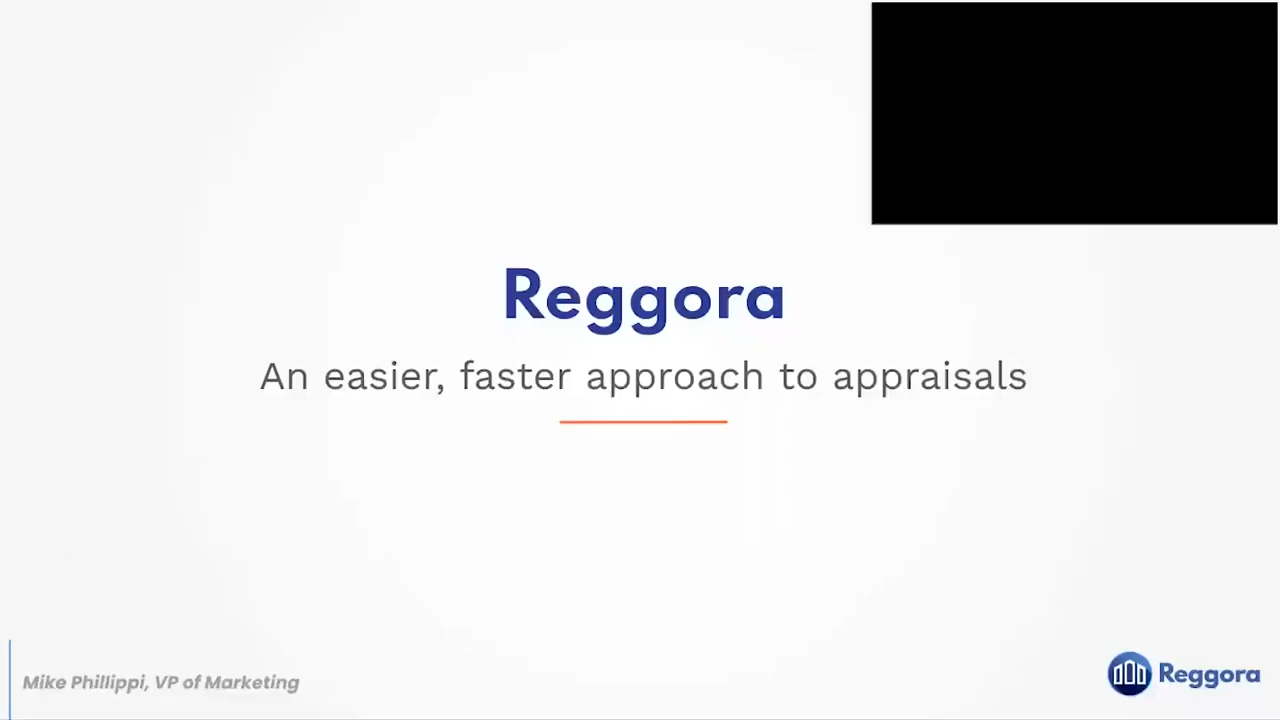 Reggora
An easier, faster approach to appraisals
Mike Phillippi, VP of Marketing
Reggora